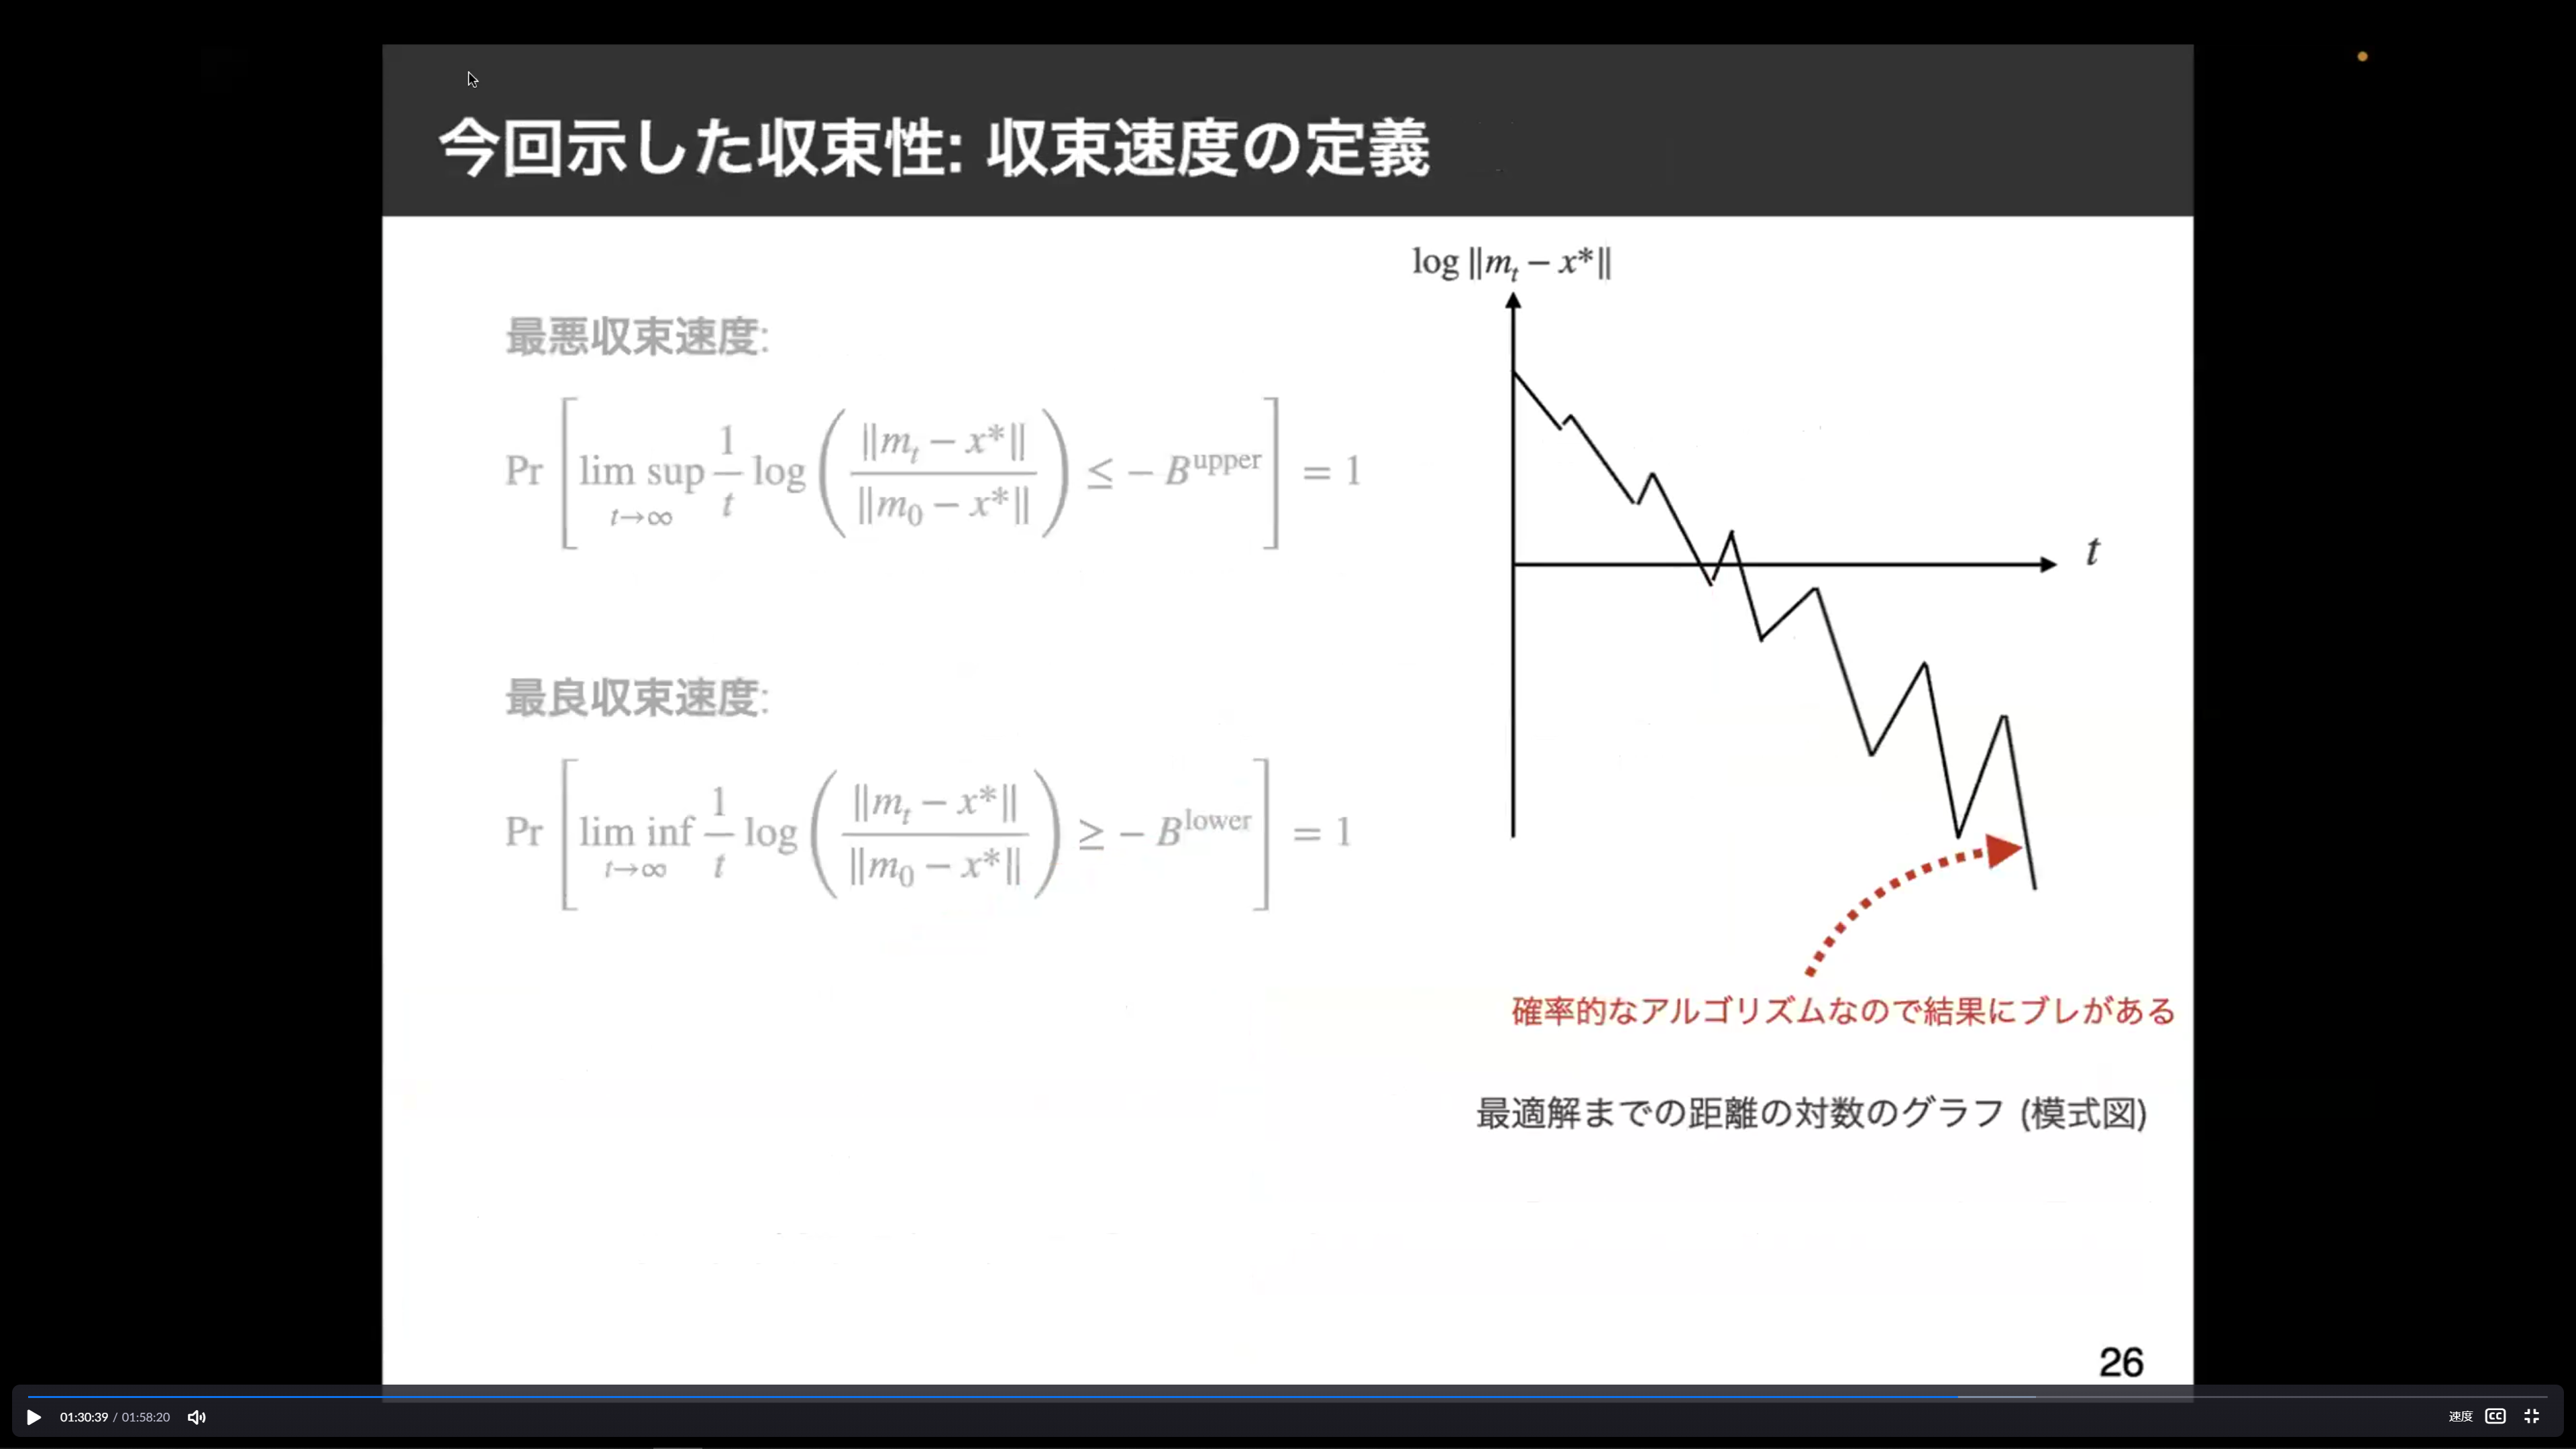 今回示した収束性: 収束速度の定義
最悪収束速度:
Pr [ lim sup_{t→∞} 1/t log ( ‖m_t − x*‖ / ‖m_0 − x*‖ ) ≤ − B^upper ] = 1
最良収束速度:
Pr [ lim inf_{t→∞} 1/t log ( ‖m_t − x*‖ / ‖m_0 − x*‖ ) ≥ − B^lower ] = 1
log ‖m_t − x*‖
t
確率的なアルゴリズムなので結果にブレがある
最適解までの距離の対数のグラフ (模式図)
26
01:30:39 / 01:58:20
速度 CC